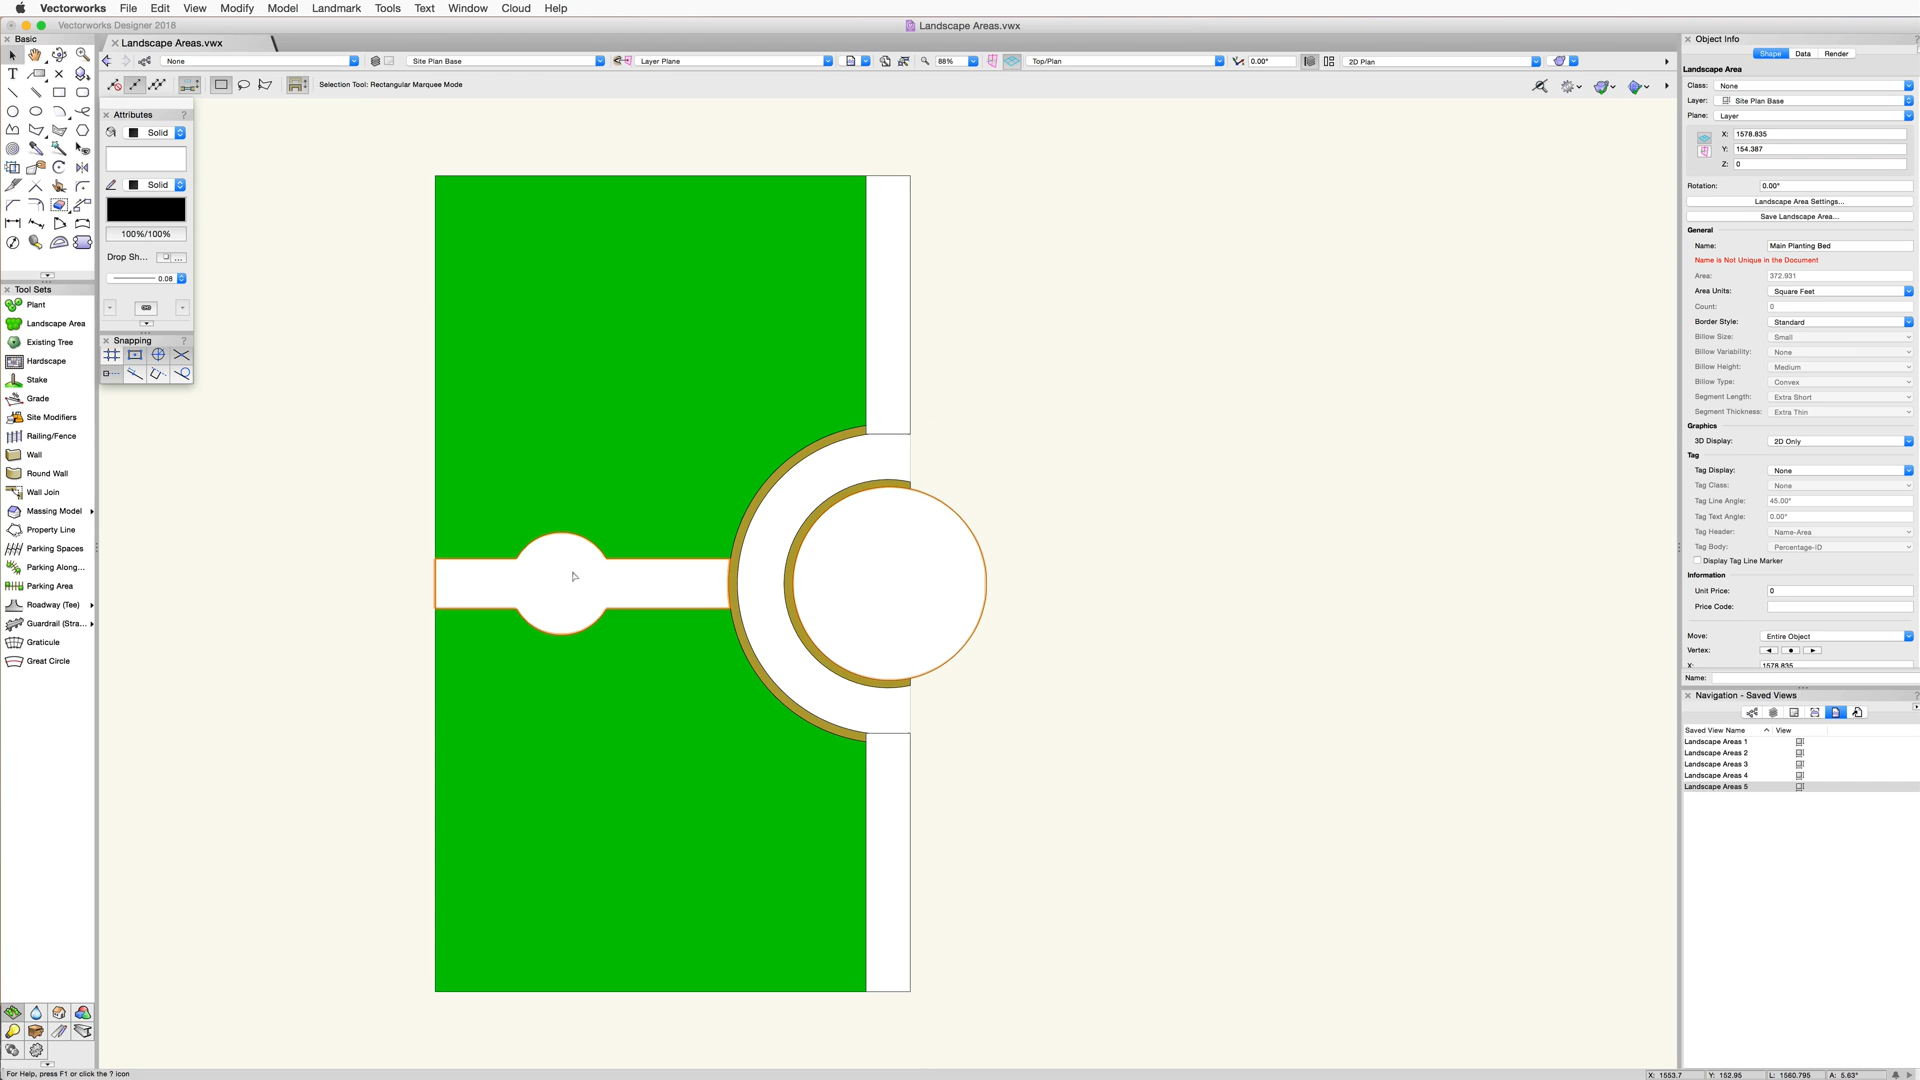 Vectorworks File Edit View Modify Model Landmark Tools Text Window Cloud Help
Vectorworks Designer 2018
Landscape Areas.vwx
Basic
Landscape Areas.vwx
None
Site Plan Base
Layer Plane
88%
Top/Plan
0.00°
2D Plan
Selection Tool: Rectangular Marquee Mode
Attributes ?
Solid
Solid
100%/100%
Drop Sh... ...
0.08
Snapping ?
Tool Sets
Plant
Landscape Area
Existing Tree
Hardscape
Stake
Grade
Site Modifiers
Railing/Fence
Wall
Round Wall
Wall Join
Massing Model
Property Line
Parking Spaces
Parking Along...
Parking Area
Roadway (Tee)
Guardrail (Stra...
Graticule
Great Circle
For Help, press F1 or click the ? icon
Object Info ?
Shape Data Render
Landscape Area
Class: None
Layer: Site Plan Base
Plane: Layer
X: 1578.835
Y: 154.387
Z: 0
Rotation: 0.00°
Landscape Area Settings...
Save Landscape Area...
General
Name: Main Planting Bed
Name is Not Unique in the Document
Area: 372.931
Area Units: Square Feet
Count: 0
Border Style: Standard
Billow Size: Small
Billow Variability: None
Billow Height: Medium
Billow Type: Convex
Segment Length: Extra Short
Segment Thickness: Extra Thin
Graphics
3D Display: 2D Only
Tag
Tag Display: None
Tag Class: None
Tag Line Angle: 45.00°
Tag Text Angle: 0.00°
Tag Header: Name-Area
Tag Body: Percentage-ID
Display Tag Line Marker
Information
Unit Price: 0
Price Code:
Move: Entire Object
Vertex:
X: 1578.835
Name:
Navigation - Saved Views ?
Saved View Name View
Landscape Areas 1
Landscape Areas 2
Landscape Areas 3
Landscape Areas 4
Landscape Areas 5
X: 1553.7 Y: 152.95 L: 1560.795 A: 5.63°